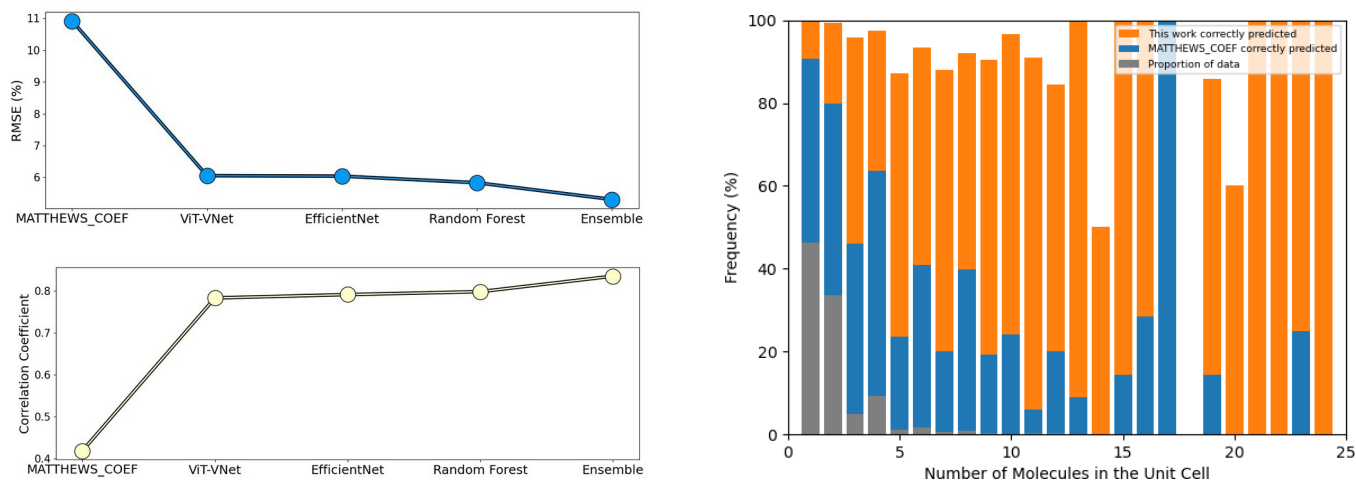 11
10
9
8
7
6
RMSE (%)
MATTHEWS_COEF ViT-VNet EfficientNet Random Forest Ensemble
0.8
0.7
0.6
0.5
0.4
Correlation Coefficient
MATTHEWS_COEF ViT-VNet EfficientNet Random Forest Ensemble
100
80
60
40
20
0
Frequency (%)
This work correctly predicted
MATTHEWS_COEF correctly predicted
Proportion of data
0 5 10 15 20 25
Number of Molecules in the Unit Cell